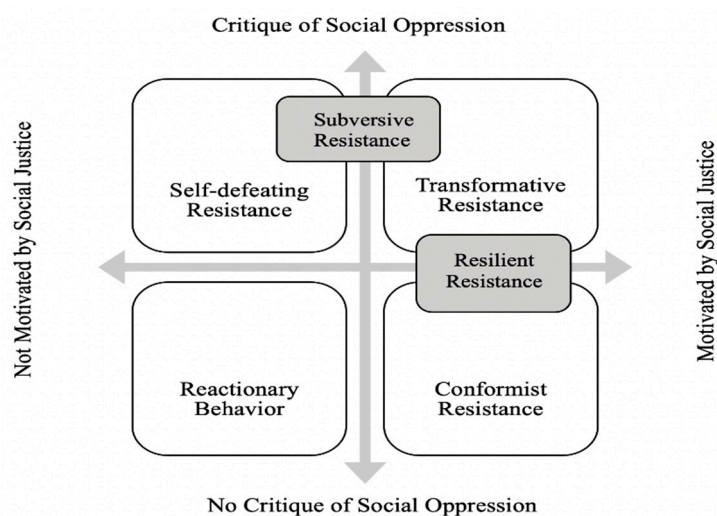 Critique of Social Oppression
Not Motivated by Social Justice
Subversive
Resistance
Self-defeating
Resistance
Transformative
Resistance
Resilient
Resistance
Motivated by Social Justice
Reactionary
Behavior
Conformist
Resistance
No Critique of Social Oppression